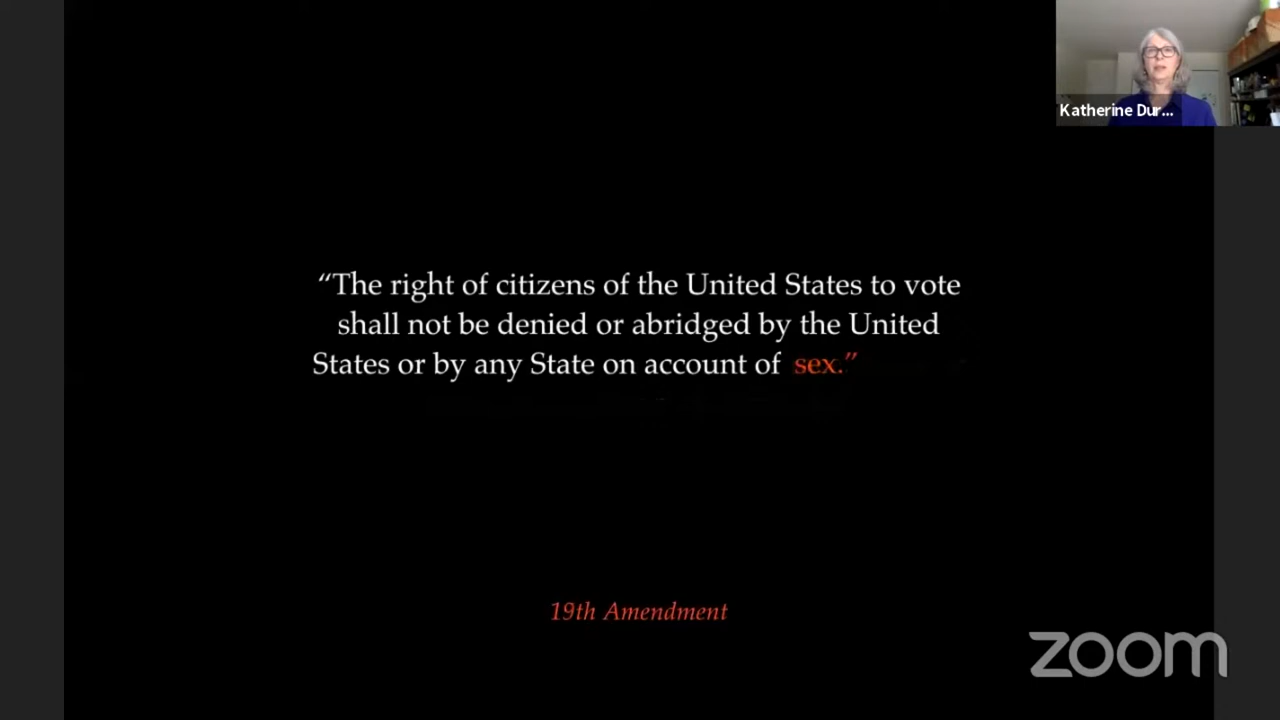 Katherine Dur...
“The right of citizens of the United States to vote
shall not be denied or abridged by the United
States or by any State on account of sex.”
19th Amendment
zoom